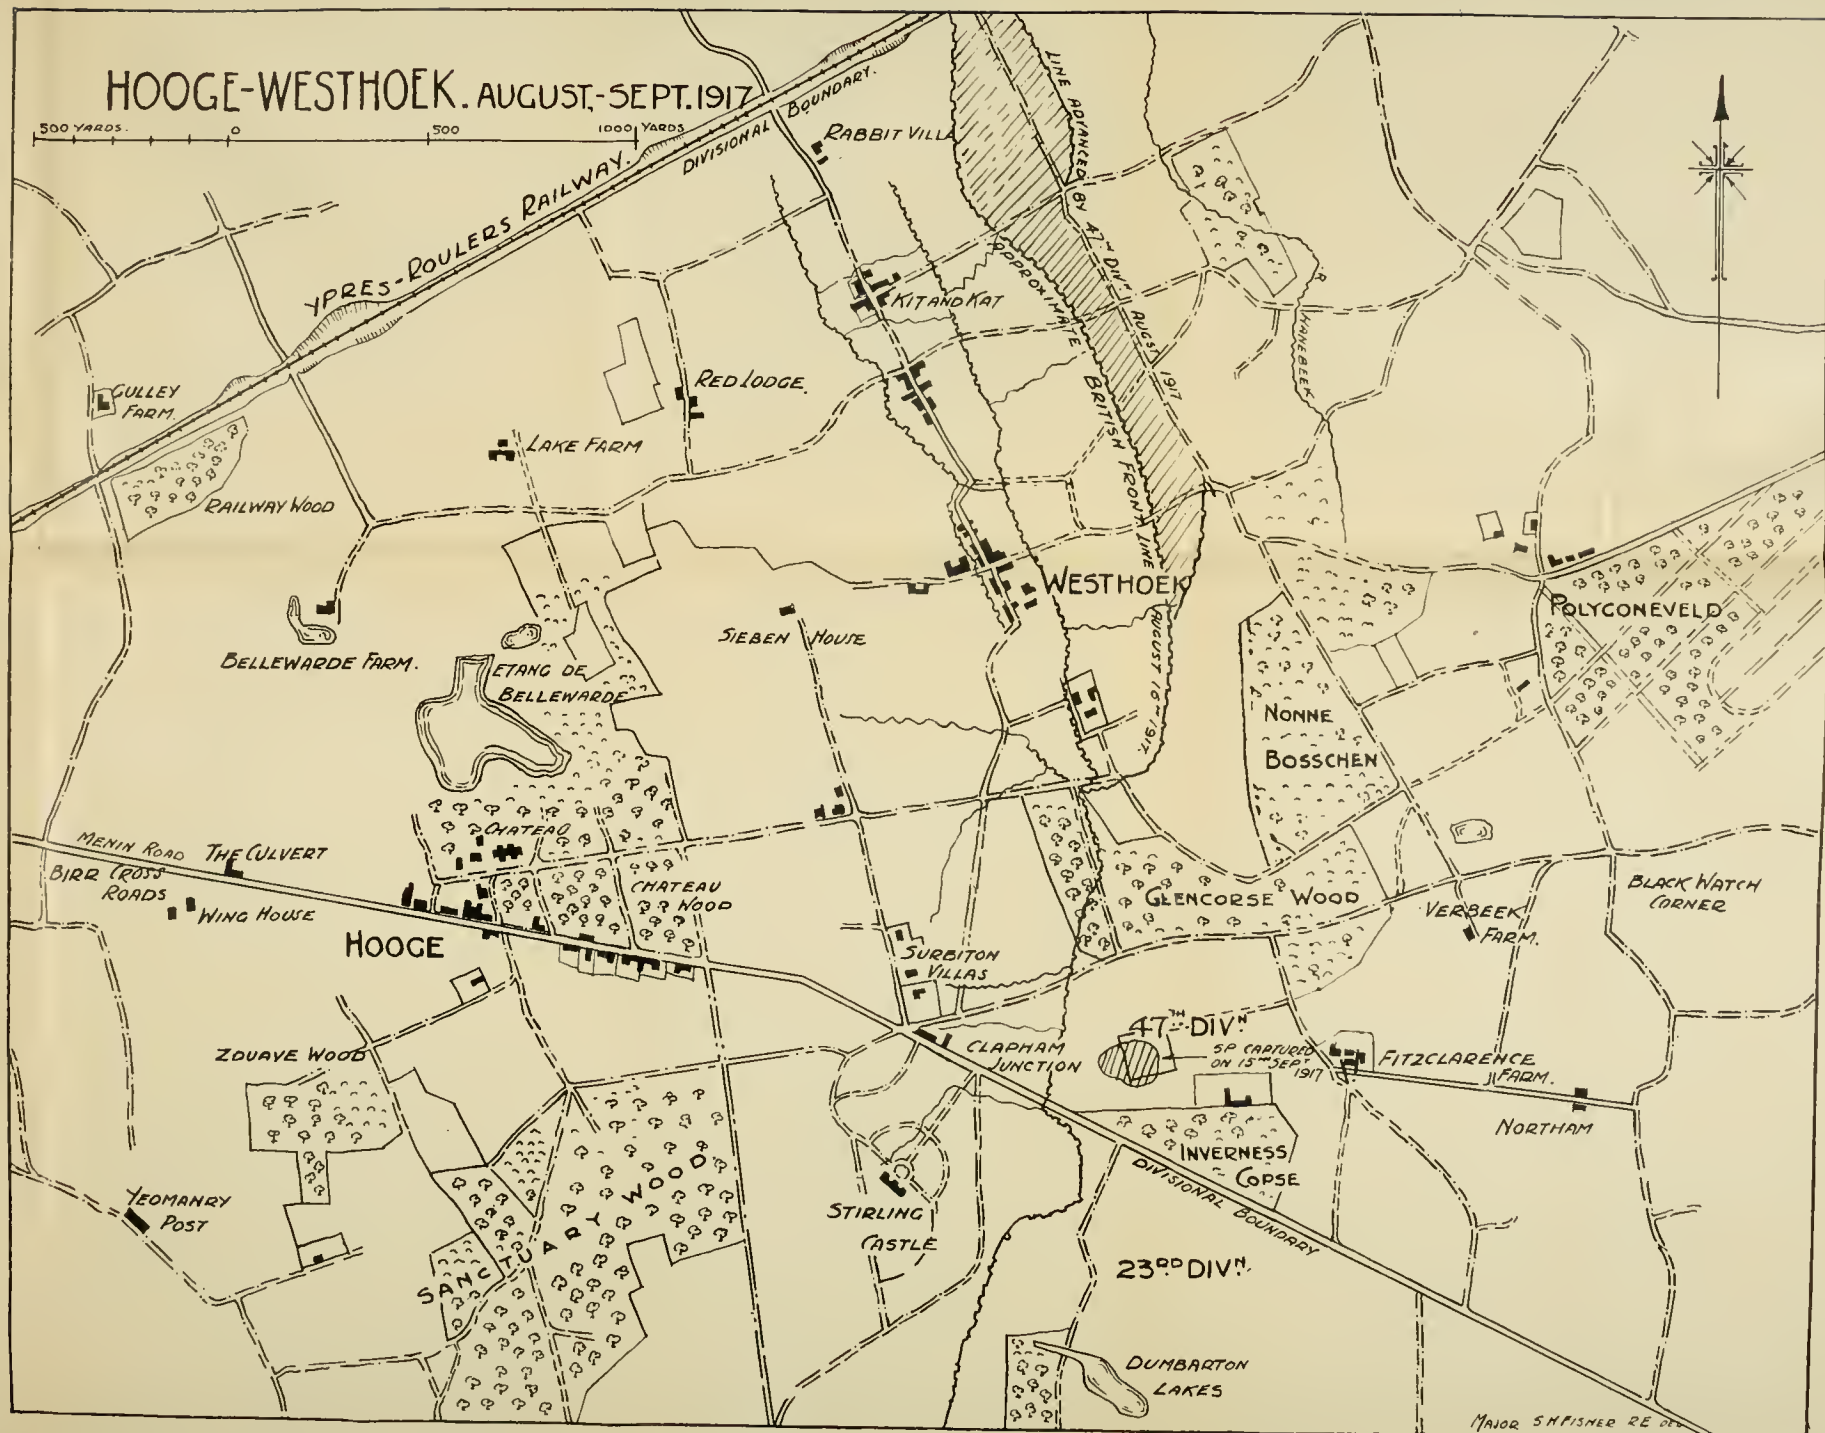 HOOGE-WESTHOEK. AUGUST,-SEPT. 1917
500 YARDS. 0 500 1000 YARDS
YPRES-ROULERS RAILWAY.
DIVISIONAL BOUNDARY.
RABBIT VILLA
LINE ADVANCED BY 47TH DIV: AUGST 1917
APPROXIMATE BRITISH FRONT LINE AUGUST 16TH 1917.
KIT AND KAT
HANEBEEK
GULLEY
FARM.
RED LODGE.
LAKE FARM
RAILWAY WOOD
WESTHOEK
POLYGONEVELD
SIEBEN HOUSE
BELLEWARDE FARM.
ETANG DE
BELLEWARDE
NONNE
BOSSCHEN
CHATEAU
MENIN ROAD
THE CULVERT
BIRR CROSS
ROADS
WING HOUSE
CHATEAU
WOOD
GLENCORSE WOOD
BLACK WATCH
CORNER
VERBEEK
FARM.
HOOGE
SURBITON
VILLAS
47TH DIVN
SP CAPTURED
ON 15TH SEPT
1917
CLAPHAM
JUNCTION
FITZCLARENCE
FARM.
ZOUAVE WOOD
NORTHAM
INVERNESS
COPSE
DIVISIONAL BOUNDARY
YEOMANRY
POST
SANCTUARY WOOD
STIRLING
CASTLE
23RD DIVN.
DUMBARTON
LAKES
MAJOR S H FISHER R E DEL